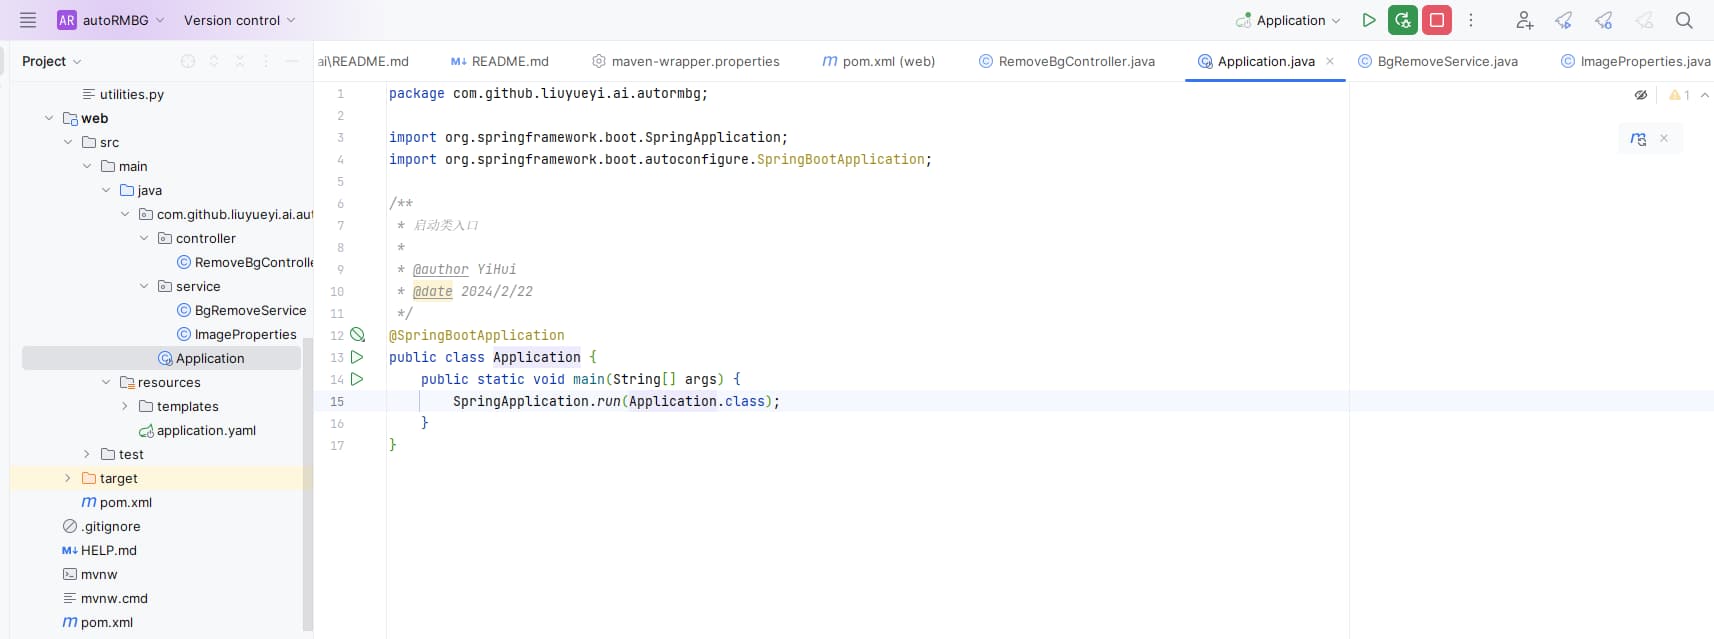 AR autoRMBG Version control Application
Project
ai\README.md README.md maven-wrapper.properties pom.xml (web) RemoveBgController.java Application.java BgRemoveService.java ImageProperties.java
utilities.py
web
src
main
java
com.github.liuyueyi.ai.aut
controller
RemoveBgControlle
service
BgRemoveService
ImageProperties
Application
resources
templates
application.yaml
test
target
pom.xml
.gitignore
HELP.md
mvnw
mvnw.cmd
pom.xml
1 package com.github.liuyueyi.ai.autormbg;
2
3 import org.springframework.boot.SpringApplication;
4 import org.springframework.boot.autoconfigure.SpringBootApplication;
5
6 /**
7 * 启动类入口
8 *
9 * @author YiHui
10 * @date 2024/2/22
11 */
12 @SpringBootApplication
13 public class Application {
14 public static void main(String[] args) {
15 SpringApplication.run(Application.class);
16 }
17 }
1